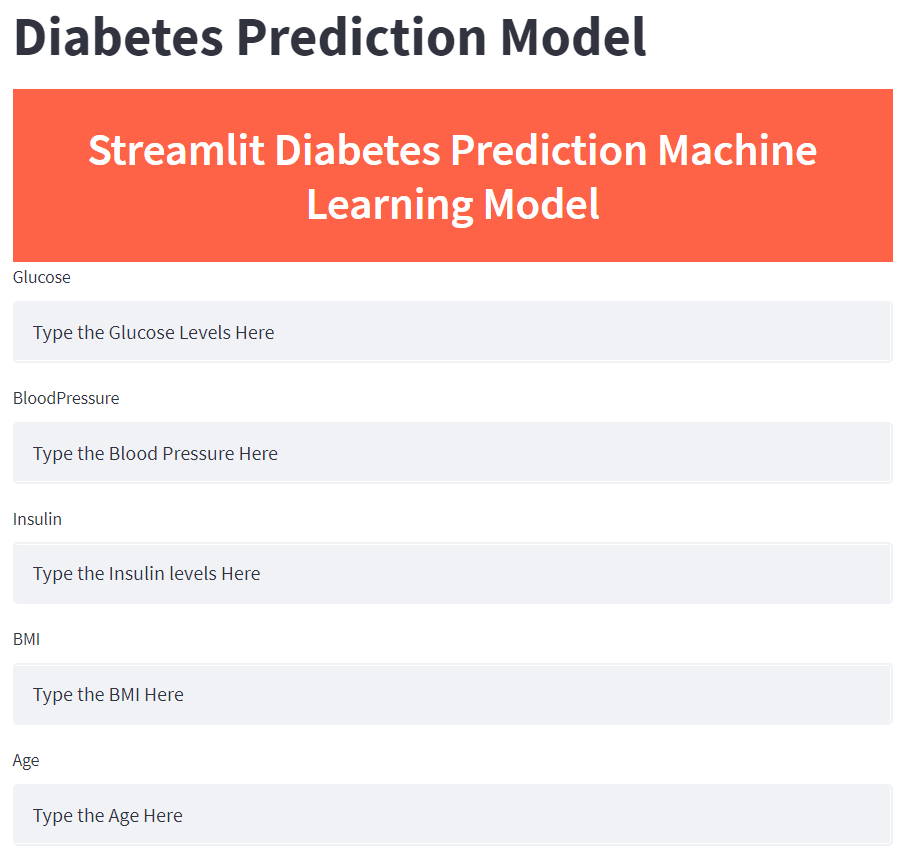 Diabetes Prediction Model
Streamlit Diabetes Prediction Machine
Learning Model
Glucose
Type the Glucose Levels Here
BloodPressure
Type the Blood Pressure Here
Insulin
Type the Insulin levels Here
BMI
Type the BMI Here
Age
Type the Age Here